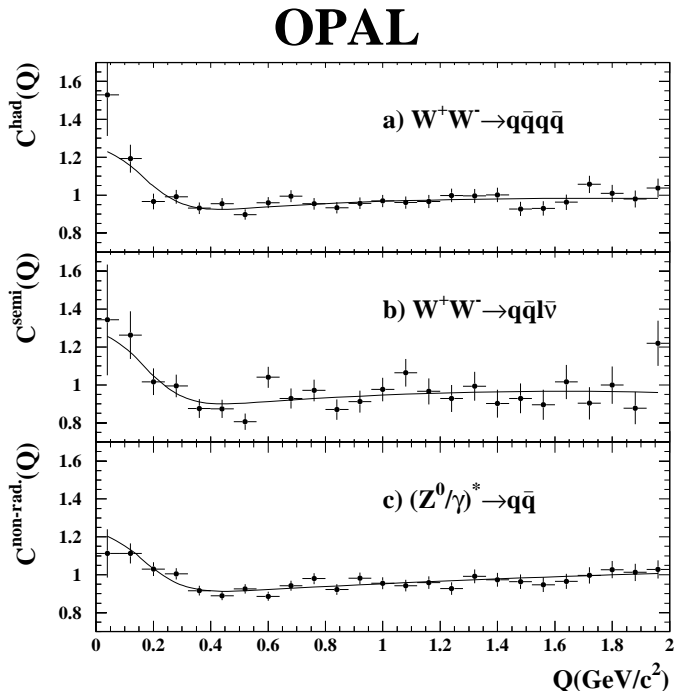 OPAL
C^had(Q)
1.6
1.4
1.2
1
0.8
a) W⁺W⁻→qq̄qq̄
C^semi(Q)
1.6
1.4
1.2
1
0.8
b) W⁺W⁻→qq̄lν̄
C^non-rad.(Q)
1.6
1.4
1.2
1
0.8
c) (Z⁰/γ)*→qq̄
0 0.2 0.4 0.6 0.8 1 1.2 1.4 1.6 1.8 2
Q(GeV/c²)